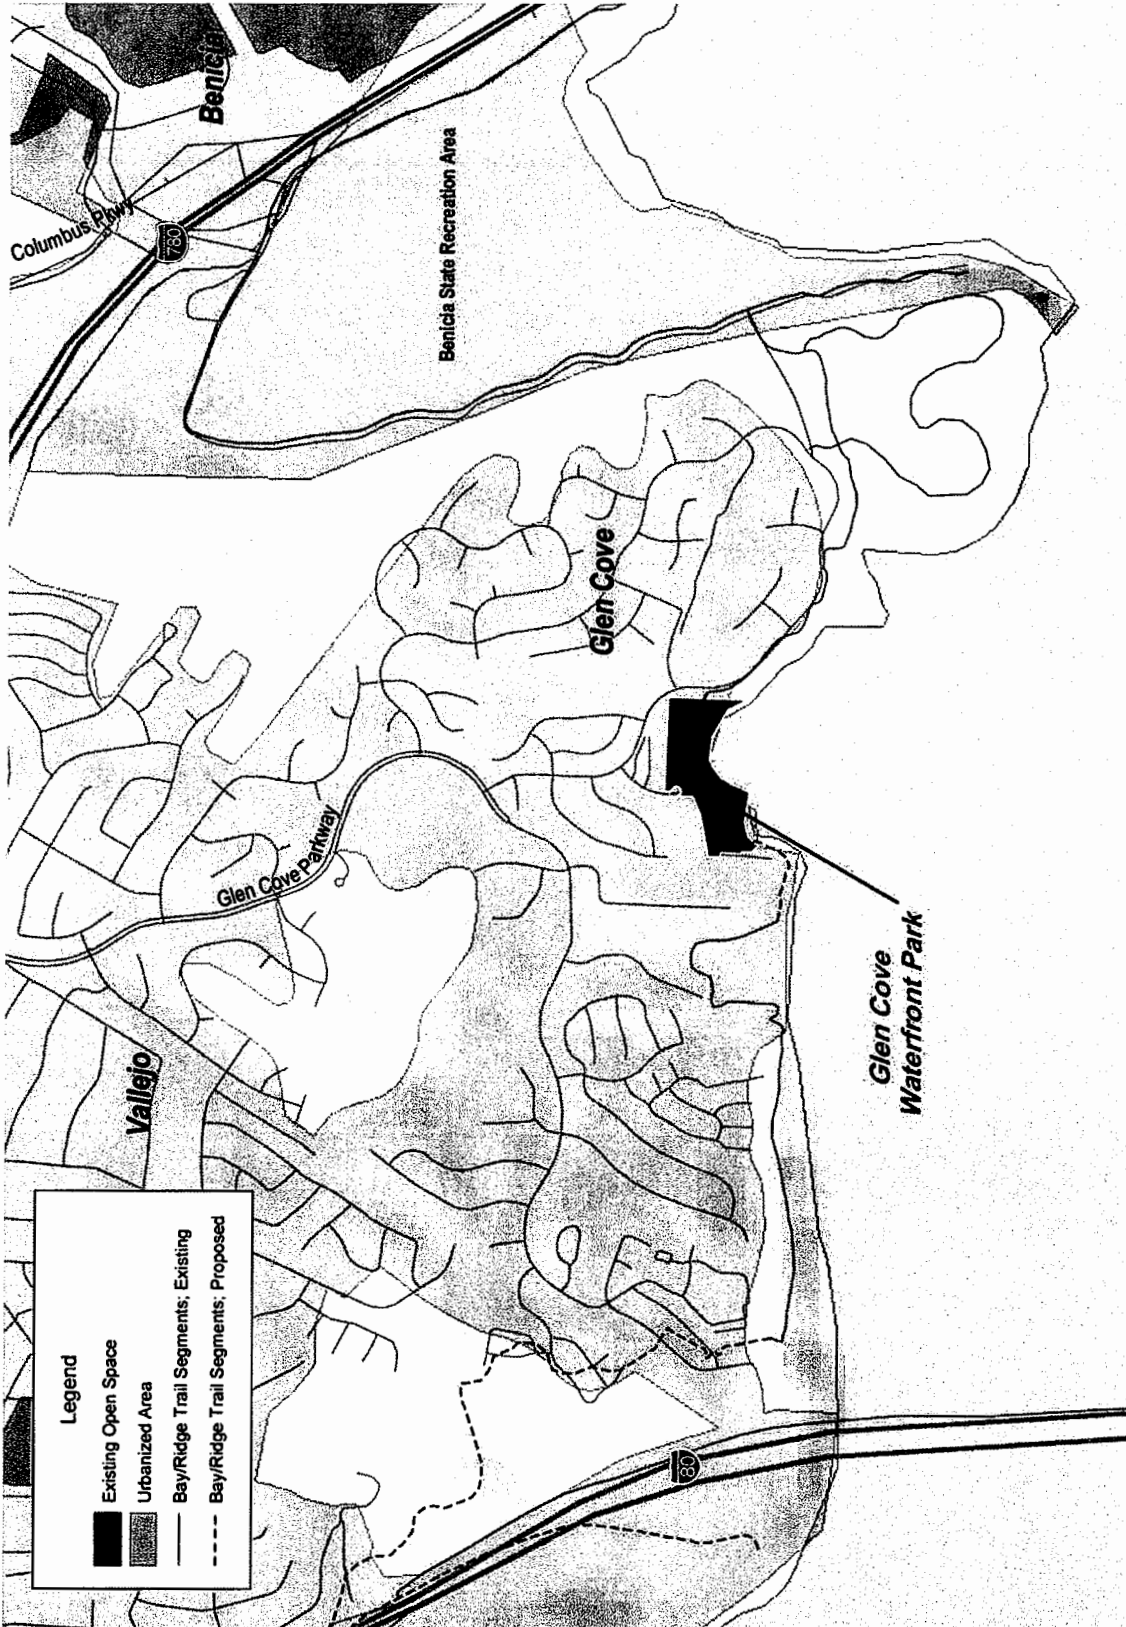 Legend
Existing Open Space
Urbanized Area
Bay/Ridge Trail Segments; Existing
Bay/Ridge Trail Segments; Proposed
Vallejo
Glen Cove Parkway
Columbus Pkwy
780
Benicia
Benicia State Recreation Area
Glen Cove
Glen Cove
Waterfront Park
80